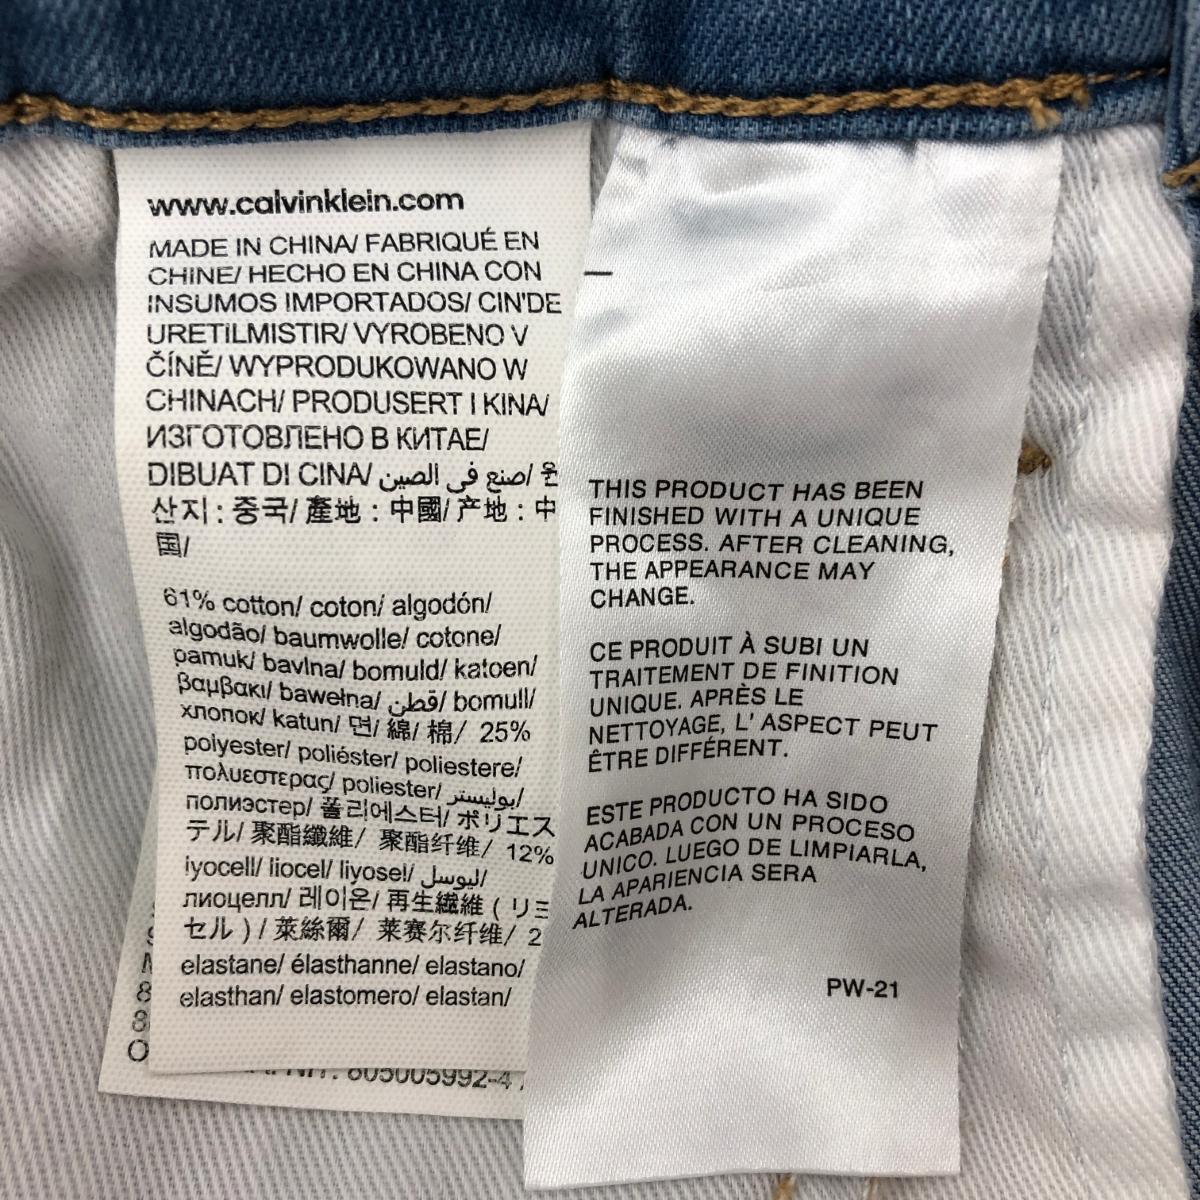 www.calvinklein.com
MADE IN CHINA/ FABRIQUÉ EN
CHINE/ HECHO EN CHINA CON
INSUMOS IMPORTADOS/ CIN'DE
URETILMISTIR/ VYROBENO V
ČÍNĚ/ WYPRODUKOWANO W
CHINACH/ PRODUSERT I KINA/
ИЗГОТОВЛЕНО В КИТАЕ/
DIBUAT DI CINA/ صنع في الصين/ 원
산지 : 중국/ 產地 : 中國/ 产地 : 中
国/
61% cotton/ coton/ algodón/
algodão/ baumwolle/ cotone/
pamuk/ bavlna/ bomuld/ katoen/
βαμβακι/ bawełna/ قطن/ bomull/
хлопок/ katun/ 면/ 綿/ 棉/ 25%
polyester/ poliéster/ poliestere/
πολυεστερας/ poliester/ بوليستر/
полиэстер/ 폴리에스터/ ポリエス
テル/ 聚酯纖維/ 聚酯纤维/ 12%
lyocell/ liocel/ liyosel/ ليوسل/
лиоцелл/ 레이온/ 再生繊維 ( リヨ
セル ) / 萊絲爾/ 莱赛尔纤维/ 2
elastane/ élasthanne/ elastano/
elasthan/ elastomero/ elastan/
805005992-4
THIS PRODUCT HAS BEEN
FINISHED WITH A UNIQUE
PROCESS. AFTER CLEANING,
THE APPEARANCE MAY
CHANGE.
CE PRODUIT À SUBI UN
TRAITEMENT DE FINITION
UNIQUE. APRÈS LE
NETTOYAGE, L' ASPECT PEUT
ÊTRE DIFFÉRENT.
ESTE PRODUCTO HA SIDO
ACABADA CON UN PROCESO
UNICO. LUEGO DE LIMPIARLA,
LA APARIENCIA SERA
ALTERADA.
PW-21